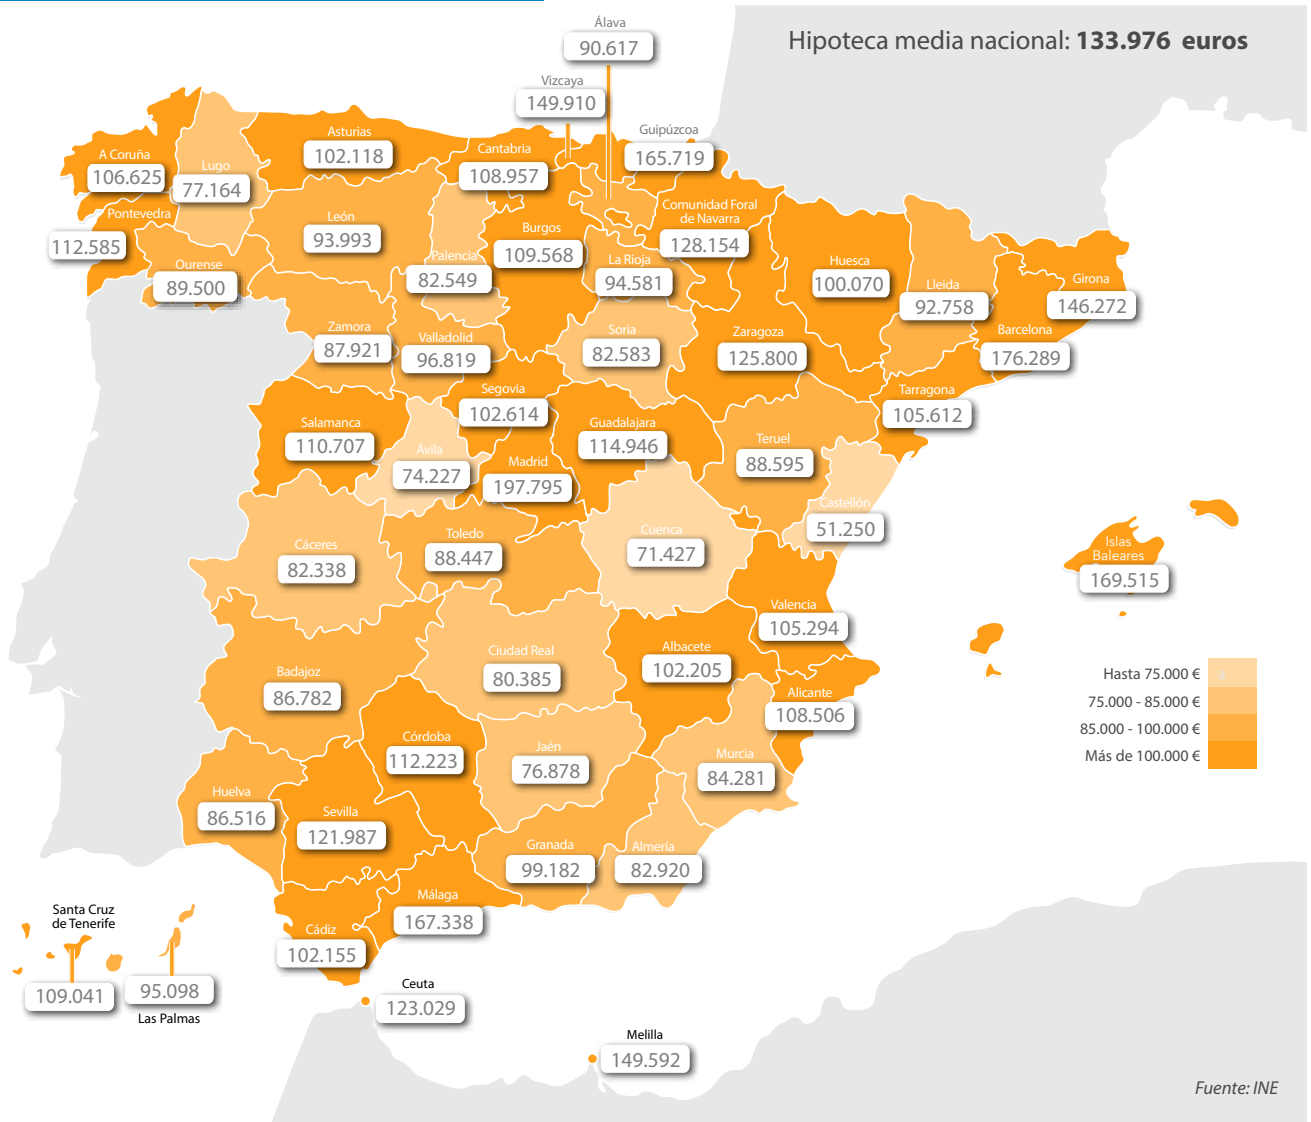 Hipoteca media nacional: 133.976 euros
Álava
90.617
Vizcaya
149.910
Guipúzcoa
165.719
Asturias
102.118
Cantabria
108.957
A Coruña
106.625
Lugo
77.164
Pontevedra
112.585
Ourense
89.500
León
93.993
Palencia
82.549
Burgos
109.568
Comunidad Foral
de Navarra
128.154
La Rioja
94.581
Huesca
100.070
Lleida
92.758
Girona
146.272
Barcelona
176.289
Zamora
87.921
Valladolid
96.819
Soria
82.583
Zaragoza
125.800
Tarragona
105.612
Segovia
102.614
Salamanca
110.707
Ávila
74.227
Madrid
197.795
Guadalajara
114.946
Teruel
88.595
Castellón
51.250
Cáceres
82.338
Toledo
88.447
Cuenca
71.427
Islas
Baleares
169.515
Valencia
105.294
Badajoz
86.782
Ciudad Real
80.385
Albacete
102.205
Alicante
108.506
Hasta 75.000 €
75.000 - 85.000 €
85.000 - 100.000 €
Más de 100.000 €
Córdoba
112.223
Jaén
76.878
Murcia
84.281
Huelva
86.516
Sevilla
121.987
Granada
99.182
Almería
82.920
Málaga
167.338
Cádiz
102.155
Santa Cruz
de Tenerife
109.041
95.098
Las Palmas
Ceuta
123.029
Melilla
149.592
Fuente: INE